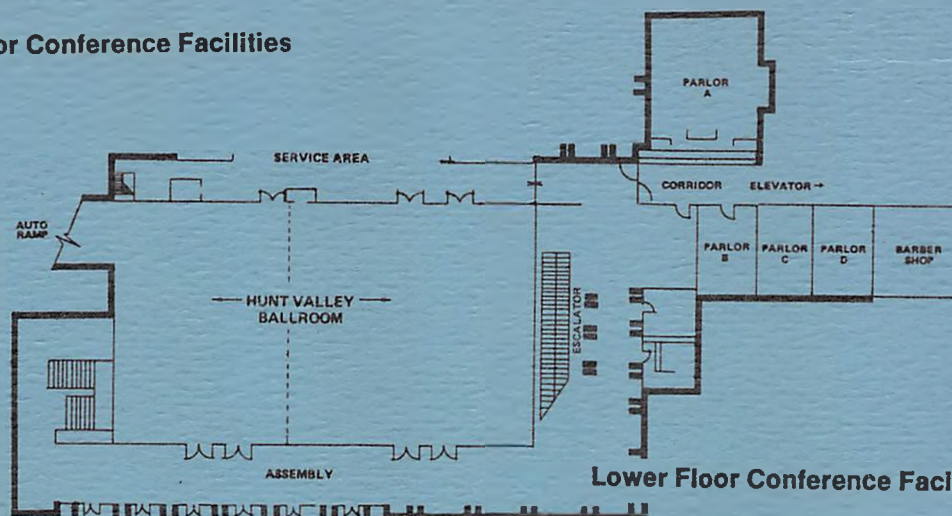 or Conference Facilities
PARLOR
A
SERVICE AREA
CORRIDOR ELEVATOR→
AUTO
RAMP
PARLOR
B
PARLOR
C
PARLOR
D
BARBER
SHOP
←HUNT VALLEY→
BALLROOM
ESCALATOR
ASSEMBLY
Lower Floor Conference Facil